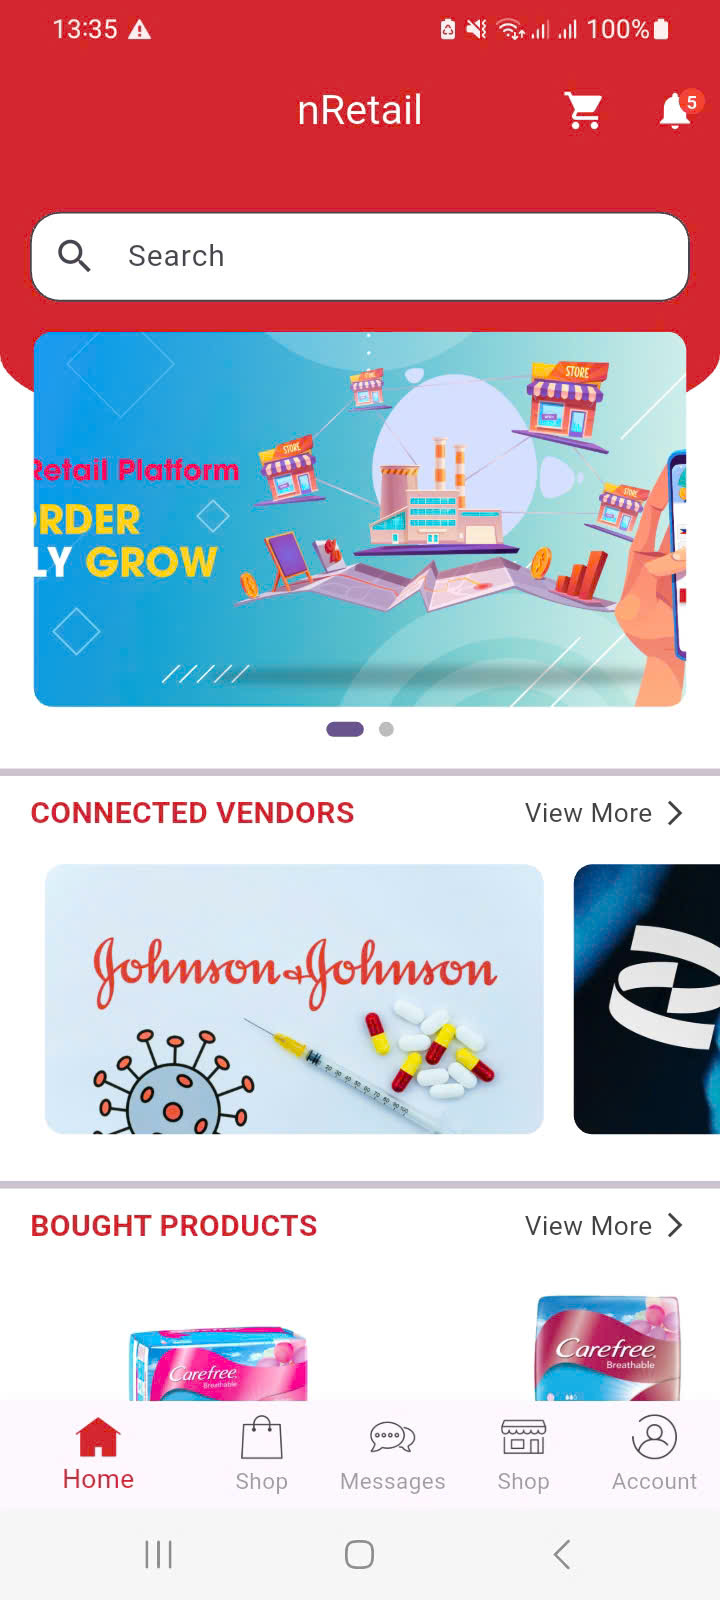 13:35
100%
nRetail
5
Search
Retail Platform
RDER
LY GROW
STORE
STORE
STORE
STORE
CONNECTED VENDORS
View More
Johnson & Johnson
BOUGHT PRODUCTS
View More
Carefree
Breathable
Carefree
Breathable
Home
Shop
Messages
Shop
Account